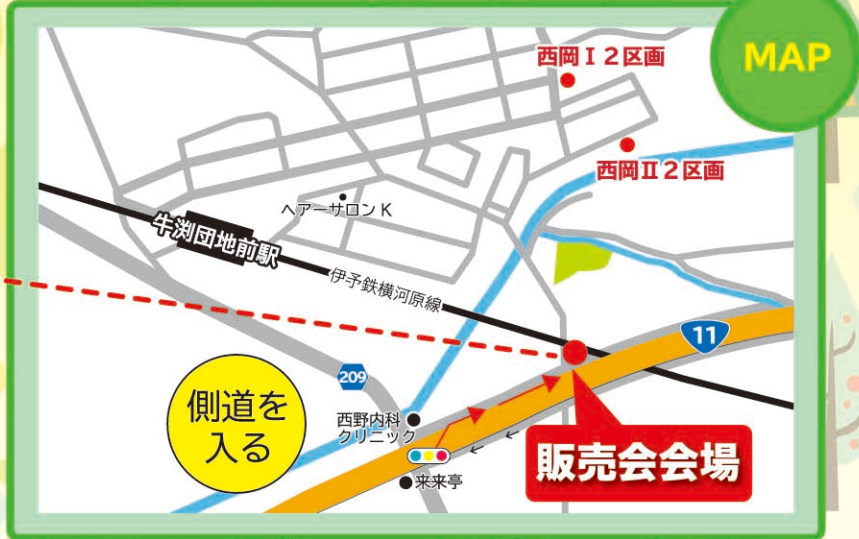 MAP
西岡Ⅰ2区画
西岡Ⅱ2区画
ヘアーサロンK
牛渕団地前駅
伊予鉄横河原線
11
209
側道を
入る
西野内科
クリニック
来来亭
販売会会場